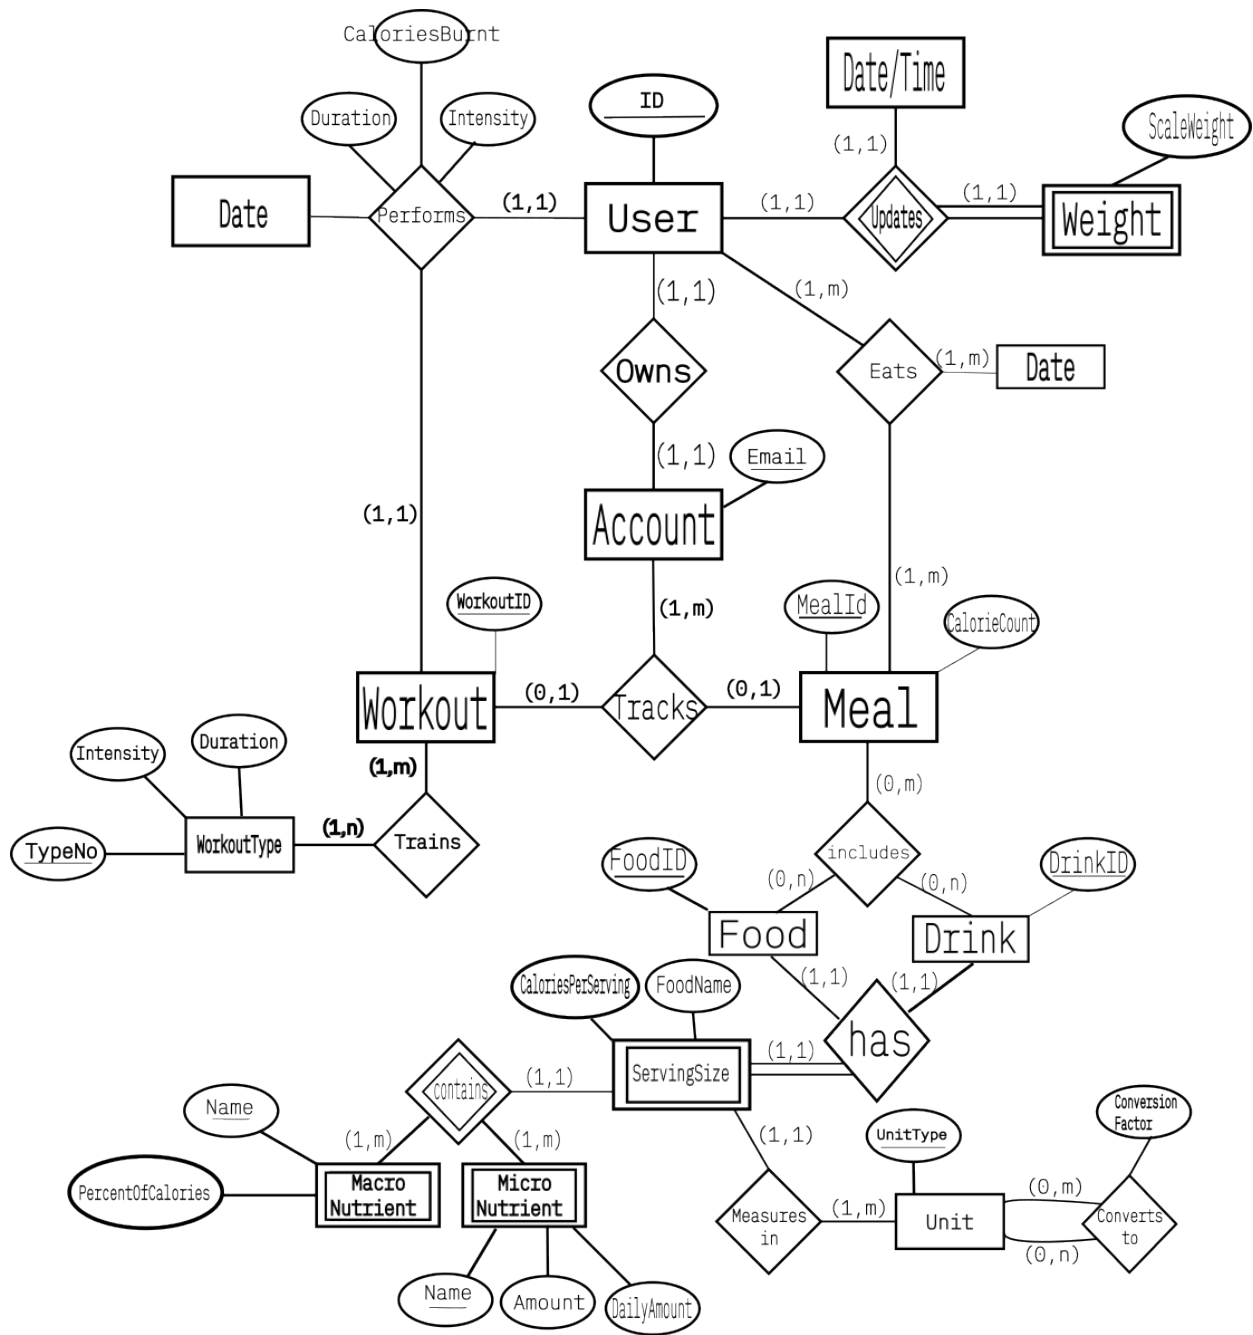 CaloriesBurnt
Duration
Intensity
ID
Date/Time
ScaleWeight
(1,1)
Date
Performs
(1,1)
User
(1,1)
Updates
(1,1)
Weight
(1,1)
(1,m)
Owns
Eats
(1,m)
Date
(1,1)
Email
(1,1)
Account
(1,m)
WorkoutID
(1,m)
MealId
CalorieCount
Workout
(0,1)
Tracks
(0,1)
Meal
Intensity
Duration
(1,m)
(0,m)
TypeNo
WorkoutType
(1,n)
Trains
includes
FoodID
(0,n)
(0,n)
DrinkID
Food
Drink
(1,1)
(1,1)
CaloriesPerServing
FoodName
has
ServingSize
(1,1)
contains
(1,1)
Name
(1,m)
(1,m)
(1,1)
UnitType
Conversion
Factor
PercentOfCalories
Macro
Nutrient
Micro
Nutrient
Measures
in
(1,m)
Unit
(0,m)
Converts
to
(0,n)
Name
Amount
DailyAmount